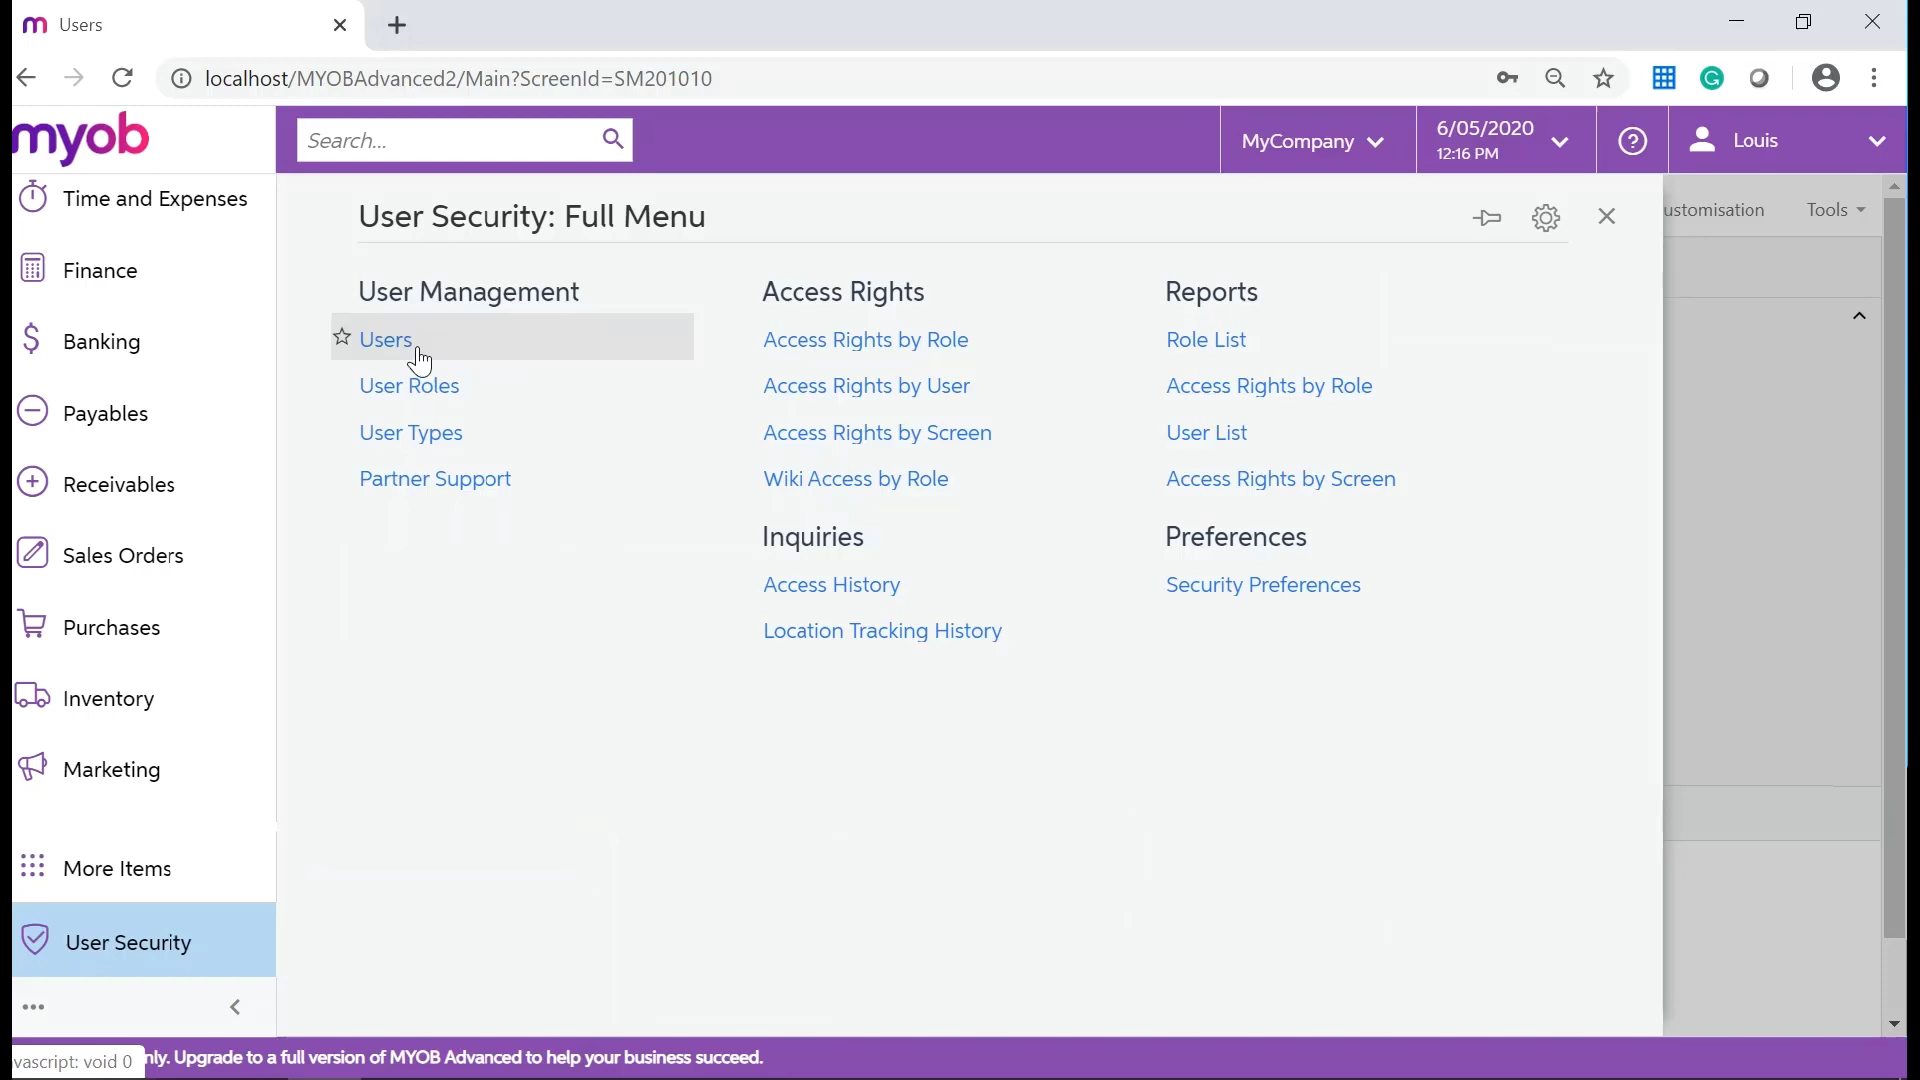 Users
localhost/MYOBAdvanced2/Main?ScreenId=SM201010
myob
Search...
MyCompany
6/05/2020
12:16 PM
Louis
Time and Expenses
Finance
Banking
Payables
Receivables
Sales Orders
Purchases
Inventory
Marketing
More Items
User Security
User Security: Full Menu
ustomisation
Tools
User Management
Users
User Roles
User Types
Partner Support
Access Rights
Access Rights by Role
Access Rights by User
Access Rights by Screen
Wiki Access by Role
Inquiries
Access History
Location Tracking History
Reports
Role List
Access Rights by Role
User List
Access Rights by Screen
Preferences
Security Preferences
vascript: void 0
nly. Upgrade to a full version of MYOB Advanced to help your business succeed.